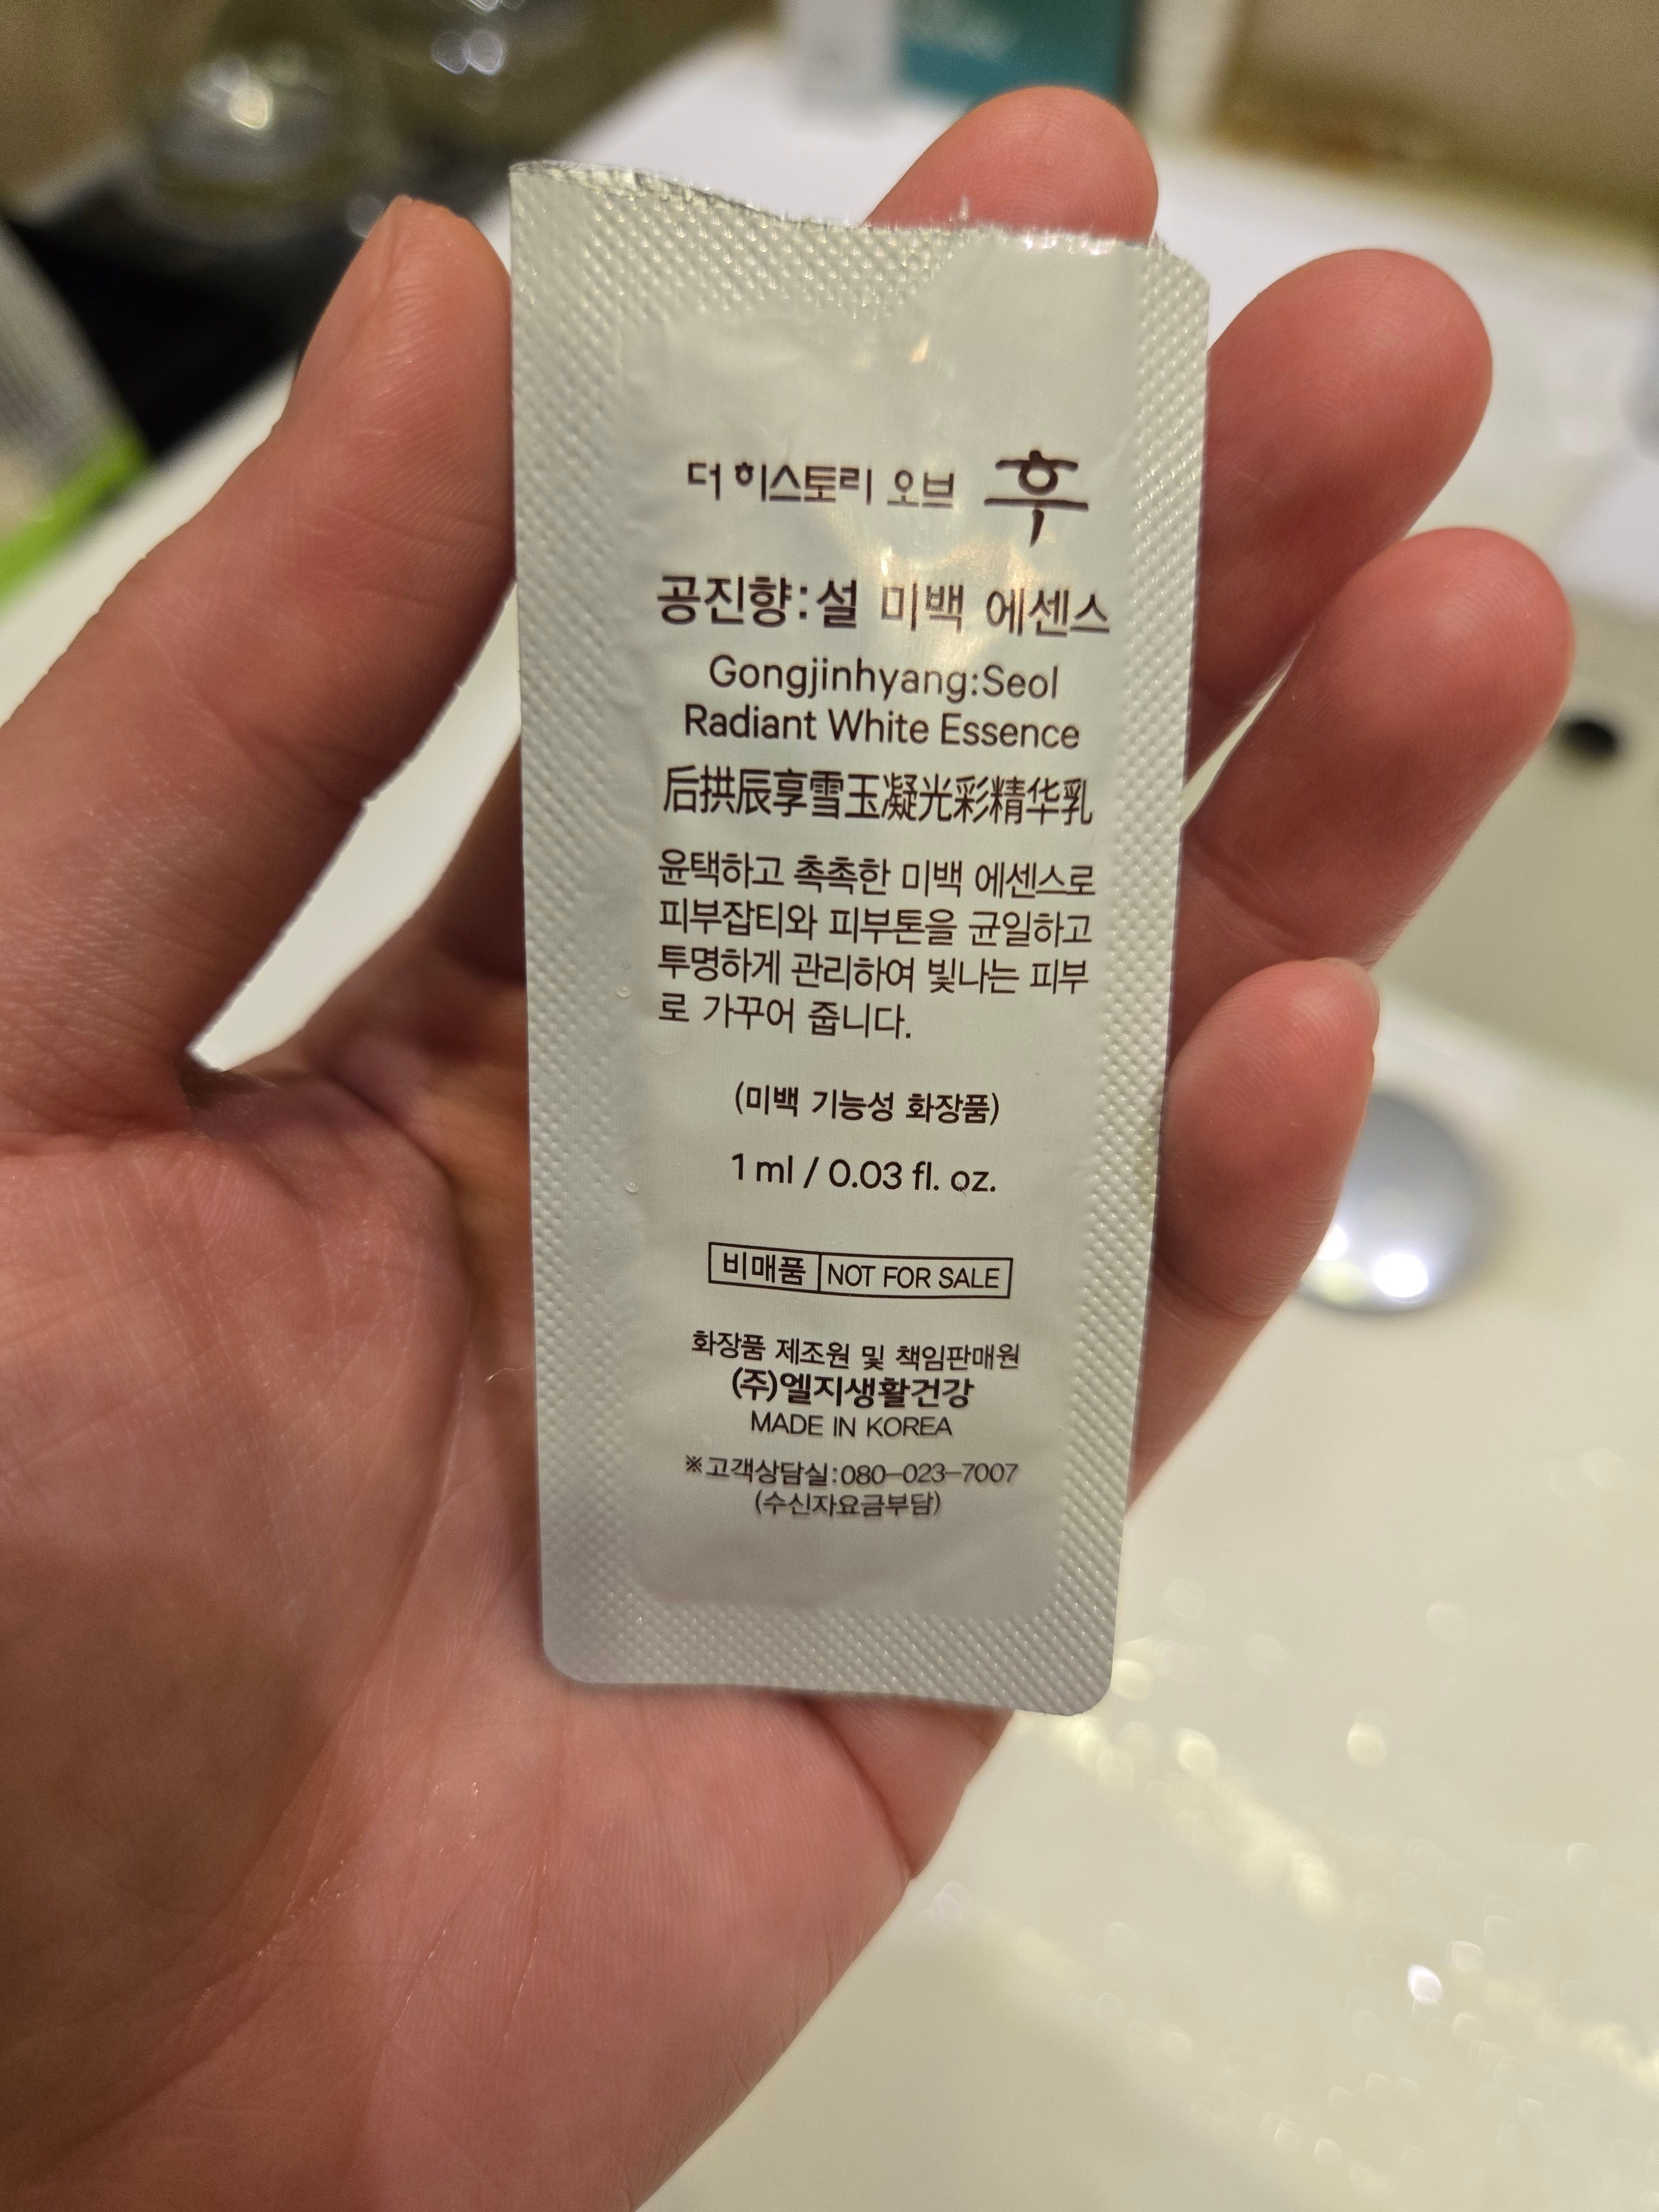 더 히스토리 오브 후
공진향:설 미백 에센스
Gongjinhyang:Seol
Radiant White Essence
后拱辰享雪玉凝光彩精华乳
윤택하고 촉촉한 미백 에센스로
피부잡티와 피부톤을 균일하고
투명하게 관리하여 빛나는 피부
로 가꾸어 줍니다.
(미백 기능성 화장품)
1 ml / 0.03 fl. oz.
비매품 NOT FOR SALE
화장품 제조원 및 책임판매원
(주)엘지생활건강
MADE IN KOREA
※고객상담실:080-023-7007
(수신자요금부담)